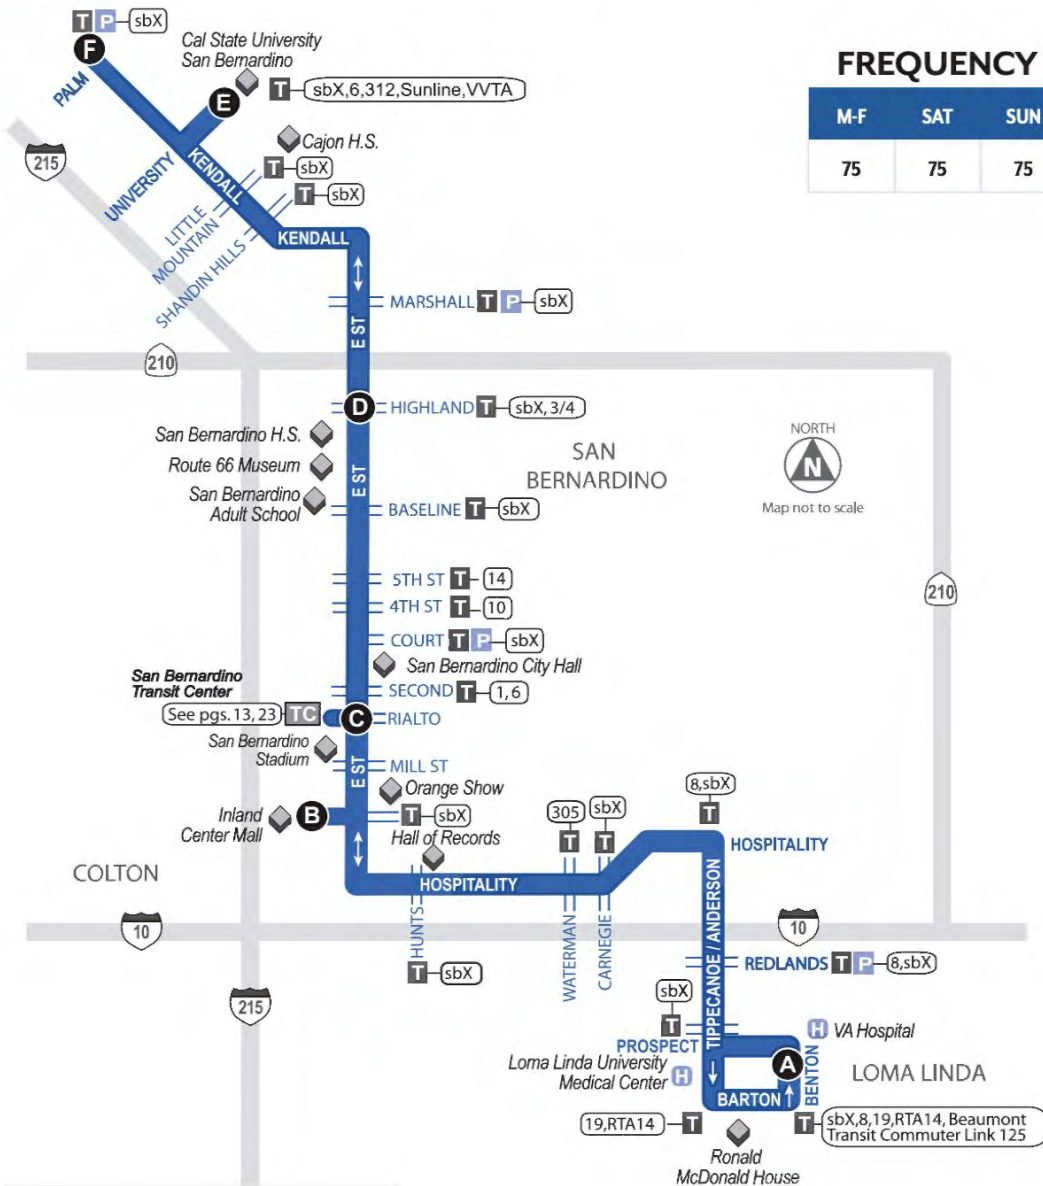 T P sbX
F
Cal State University
San Bernardino
PALM
E
T sbX,6,312,Sunline,VVTA
FREQUENCY
M-F SAT SUN
75 75 75
215
Cajon H.S.
KENDALL
T sbX
UNIVERSITY
T sbX
LITTLE
MOUNTAIN
SHANDIN HILLS
KENDALL
MARSHALL T P sbX
E ST
210
D HIGHLAND T sbX, 3/4
San Bernardino H.S.
Route 66 Museum
San Bernardino
Adult School
E ST
SAN
BERNARDINO
NORTH
N
Map not to scale
BASELINE T sbX
5TH ST T 14
4TH ST T 10
210
COURT T P sbX
San Bernardino City Hall
San Bernardino
Transit Center
SECOND T 1, 6
See pgs. 13, 23 TC C RIALTO
San Bernardino
Stadium
E ST
MILL ST
Orange Show
Inland
Center Mall
B
T sbX
Hall of Records
305
T
sbX
T
8,sbX
T
HOSPITALITY
COLTON
HOSPITALITY
10
HUNTS
T sbX
WATERMAN
CARNEGIE
TIPPECANOE / ANDERSON
10
REDLANDS T P 8,sbX
215
sbX
T
PROSPECT
H VA Hospital
Loma Linda University
Medical Center H
A
BENTON
LOMA LINDA
BARTON
19,RTA14 T
T sbX,8,19,RTA14, Beaumont
Transit Commuter Link 125
Ronald
McDonald House